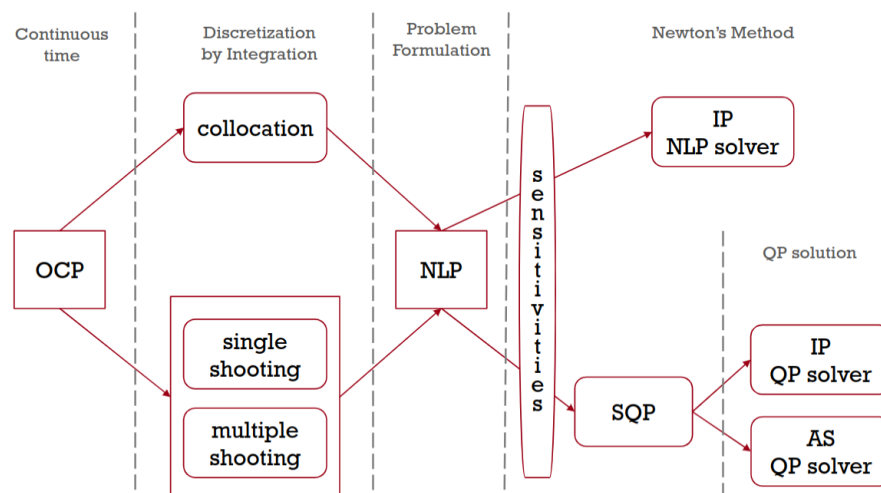 Continuous
time
Discretization
by Integration
Problem
Formulation
Newton's Method
collocation
IP
NLP solver
sensitivities
OCP
NLP
QP solution
single
shooting
IP
QP solver
SQP
multiple
shooting
AS
QP solver